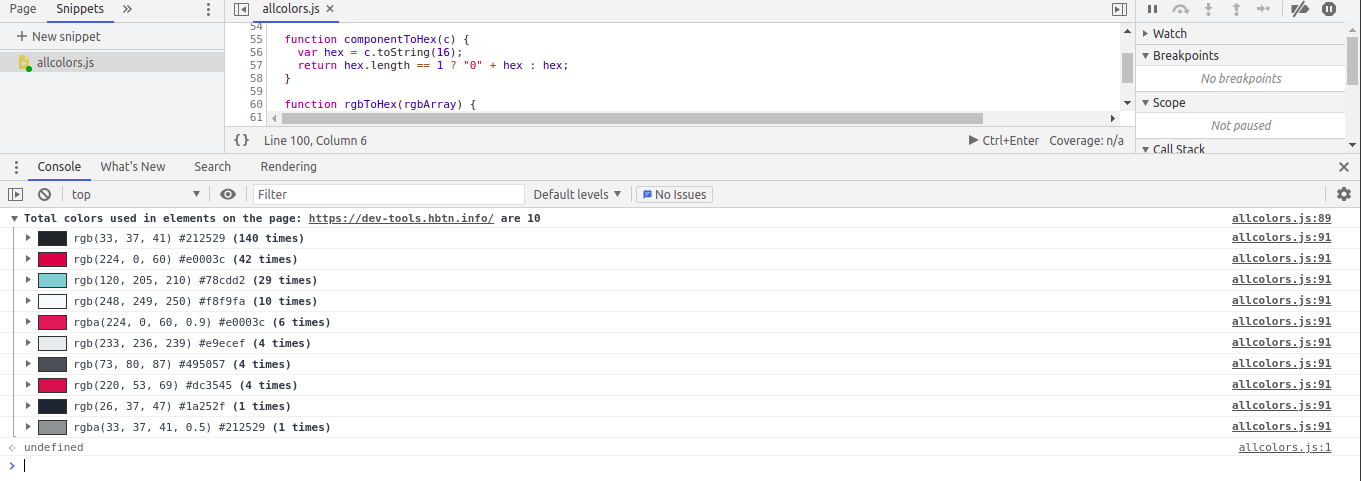 Page Snippets »
+ New snippet
allcolors.js
allcolors.js ×
54
55 function componentToHex(c) {
56 var hex = c.toString(16);
57 return hex.length == 1 ? "0" + hex : hex;
58 }
59
60 function rgbToHex(rgbArray) {
61
{} Line 100, Column 6 Ctrl+Enter Coverage: n/a
Watch
Breakpoints
No breakpoints
Scope
Not paused
Call Stack
Console What's New Search Rendering
top Filter Default levels No Issues
Total colors used in elements on the page: https://dev-tools.hbtn.info/ are 10 allcolors.js:89
rgb(33, 37, 41) #212529 (140 times) allcolors.js:91
rgb(224, 0, 60) #e0003c (42 times) allcolors.js:91
rgb(120, 205, 210) #78cdd2 (29 times) allcolors.js:91
rgb(248, 249, 250) #f8f9fa (10 times) allcolors.js:91
rgba(224, 0, 60, 0.9) #e0003c (6 times) allcolors.js:91
rgb(233, 236, 239) #e9ecef (4 times) allcolors.js:91
rgb(73, 80, 87) #495057 (4 times) allcolors.js:91
rgb(220, 53, 69) #dc3545 (4 times) allcolors.js:91
rgb(26, 37, 47) #1a252f (1 times) allcolors.js:91
rgba(33, 37, 41, 0.5) #212529 (1 times) allcolors.js:91
undefined allcolors.js:1